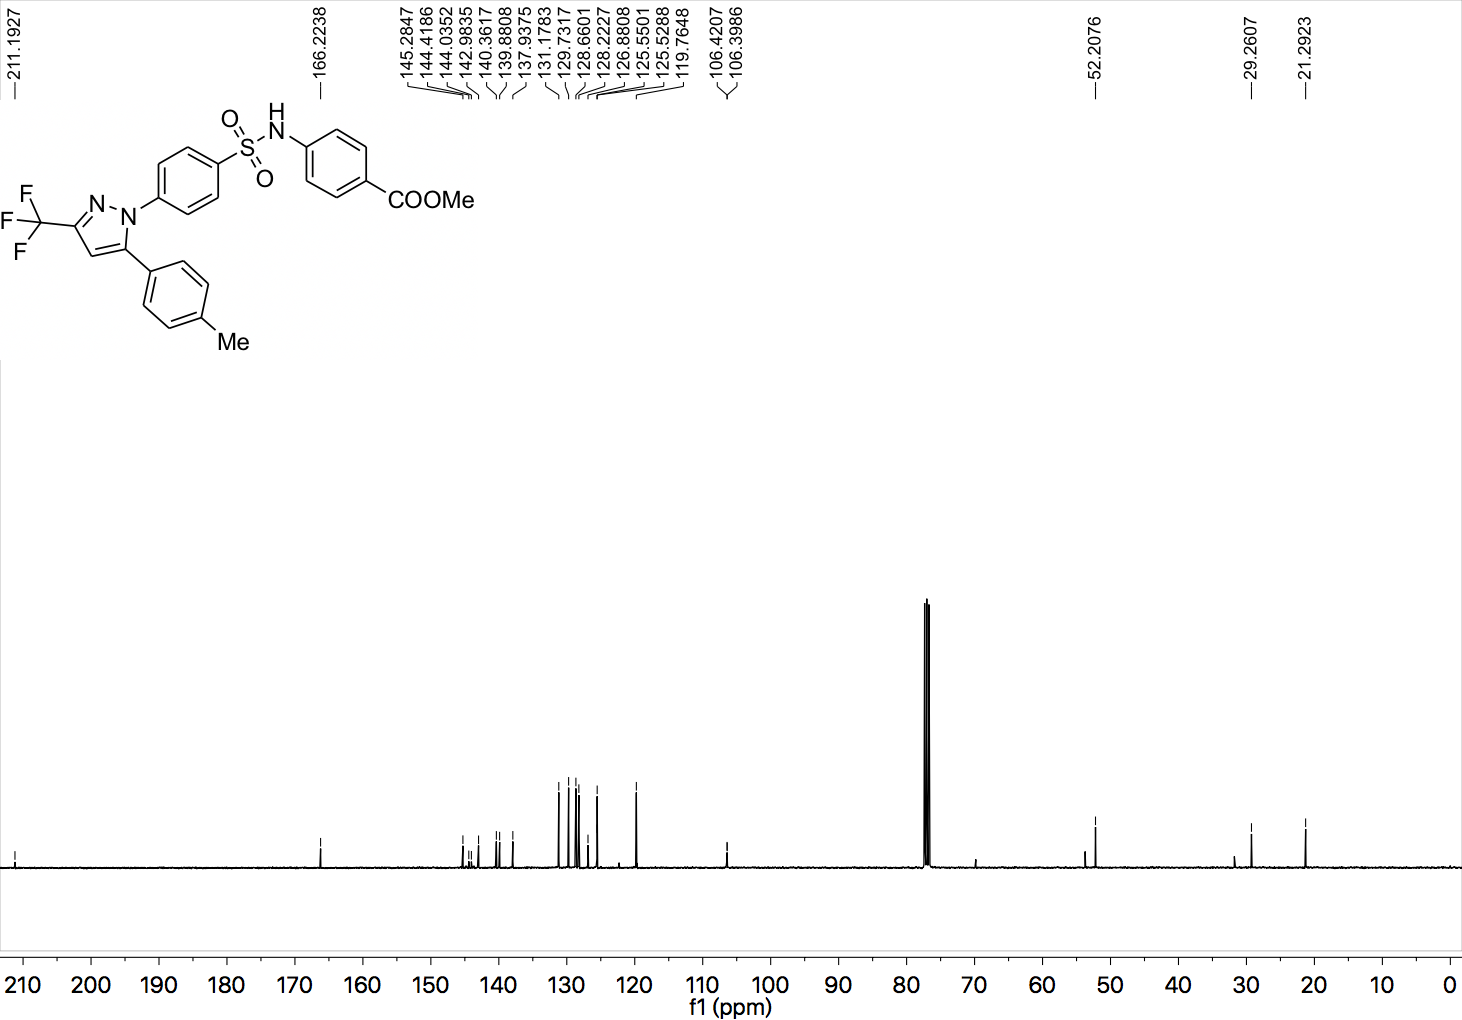 211.1927
166.2238
145.2847
144.4186
144.0352
142.9835
140.3617
139.8808
137.9375
131.1783
129.7317
128.6601
128.2227
126.8808
125.5501
125.5288
119.7648
106.4207
106.3986
52.2076
29.2607
21.2923
O
H
N
S
O
COOMe
F
F
F
N
N
Me
210 200 190 180 170 160 150 140 130 120 110 100 90 80 70 60 50 40 30 20 10 0
f1 (ppm)